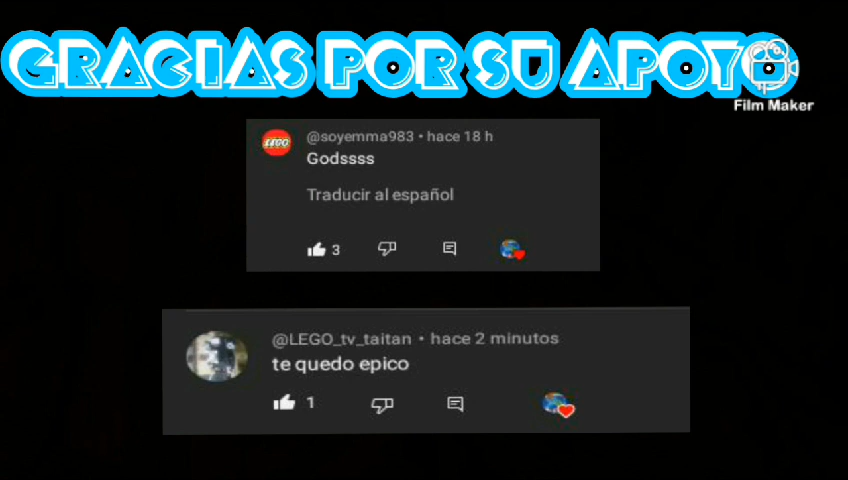 GRACIAS POR SU APOYO
Film Maker
LEGO
@soyemma983 • hace 18 h
Godssss
Traducir al español
3
@LEGO_tv_taitan • hace 2 minutos
te quedo epico
1